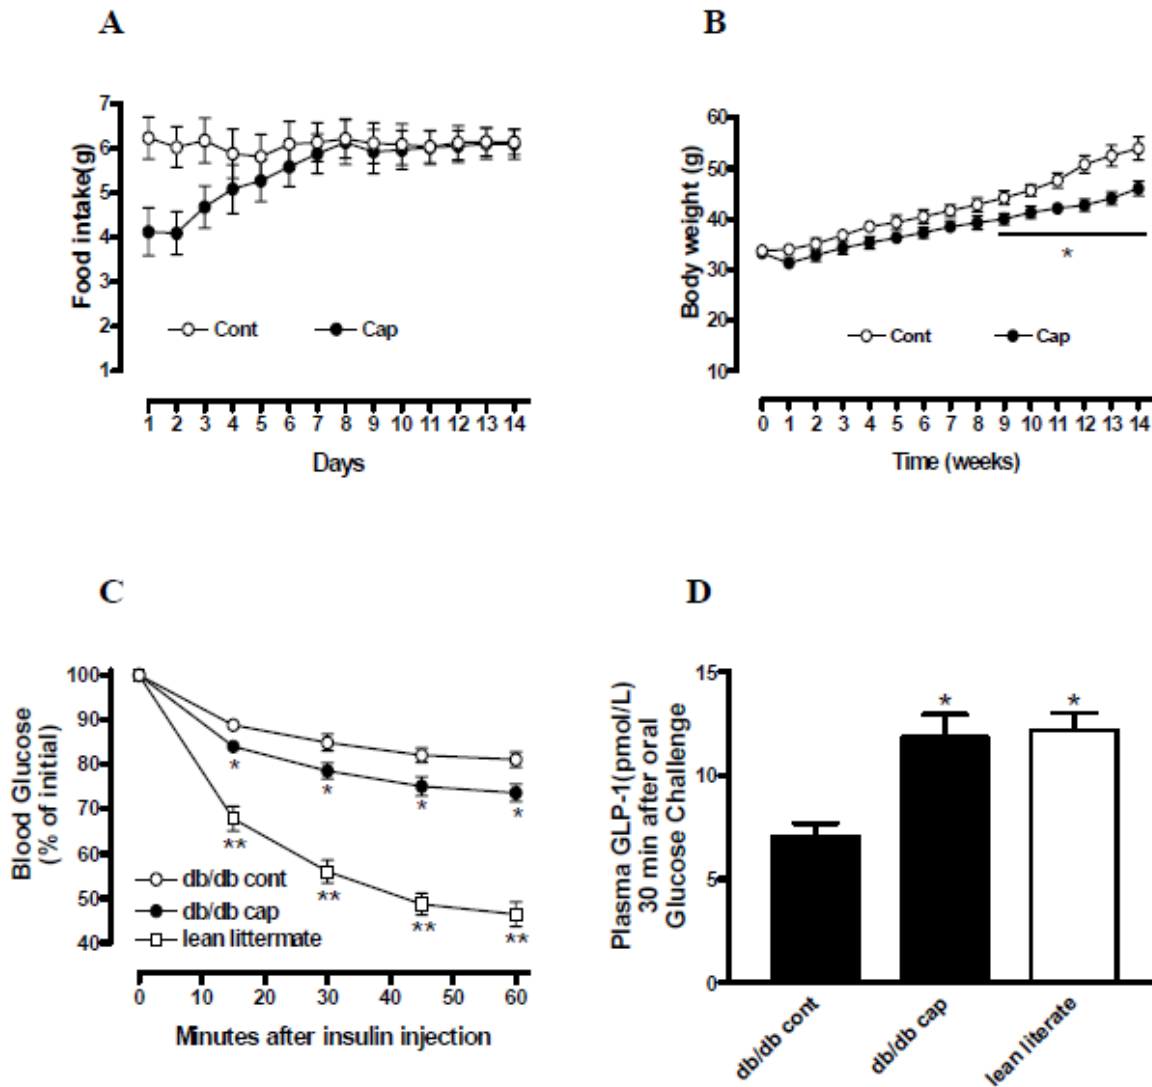 A
Food intake(g)
7
6
5
4
3
2
1
Cont
Cap
1 2 3 4 5 6 7 8 9 10 11 12 13 14
Days
B
Body weight (g)
60
50
40
30
20
10
Cont
Cap
*
0 1 2 3 4 5 6 7 8 9 10 11 12 13 14
Time (weeks)
C
Blood Glucose
(% of initial)
100
90
80
70
60
50
40
* * * *
** ** ** **
db/db cont
db/db cap
lean littermate
0 10 20 30 40 50 60
Minutes after insulin injection
D
Plasma GLP-1(pmol/L)
30 min after oral
Glucose Challenge
15
10
5
0
* *
db/db cont
db/db cap
lean literate